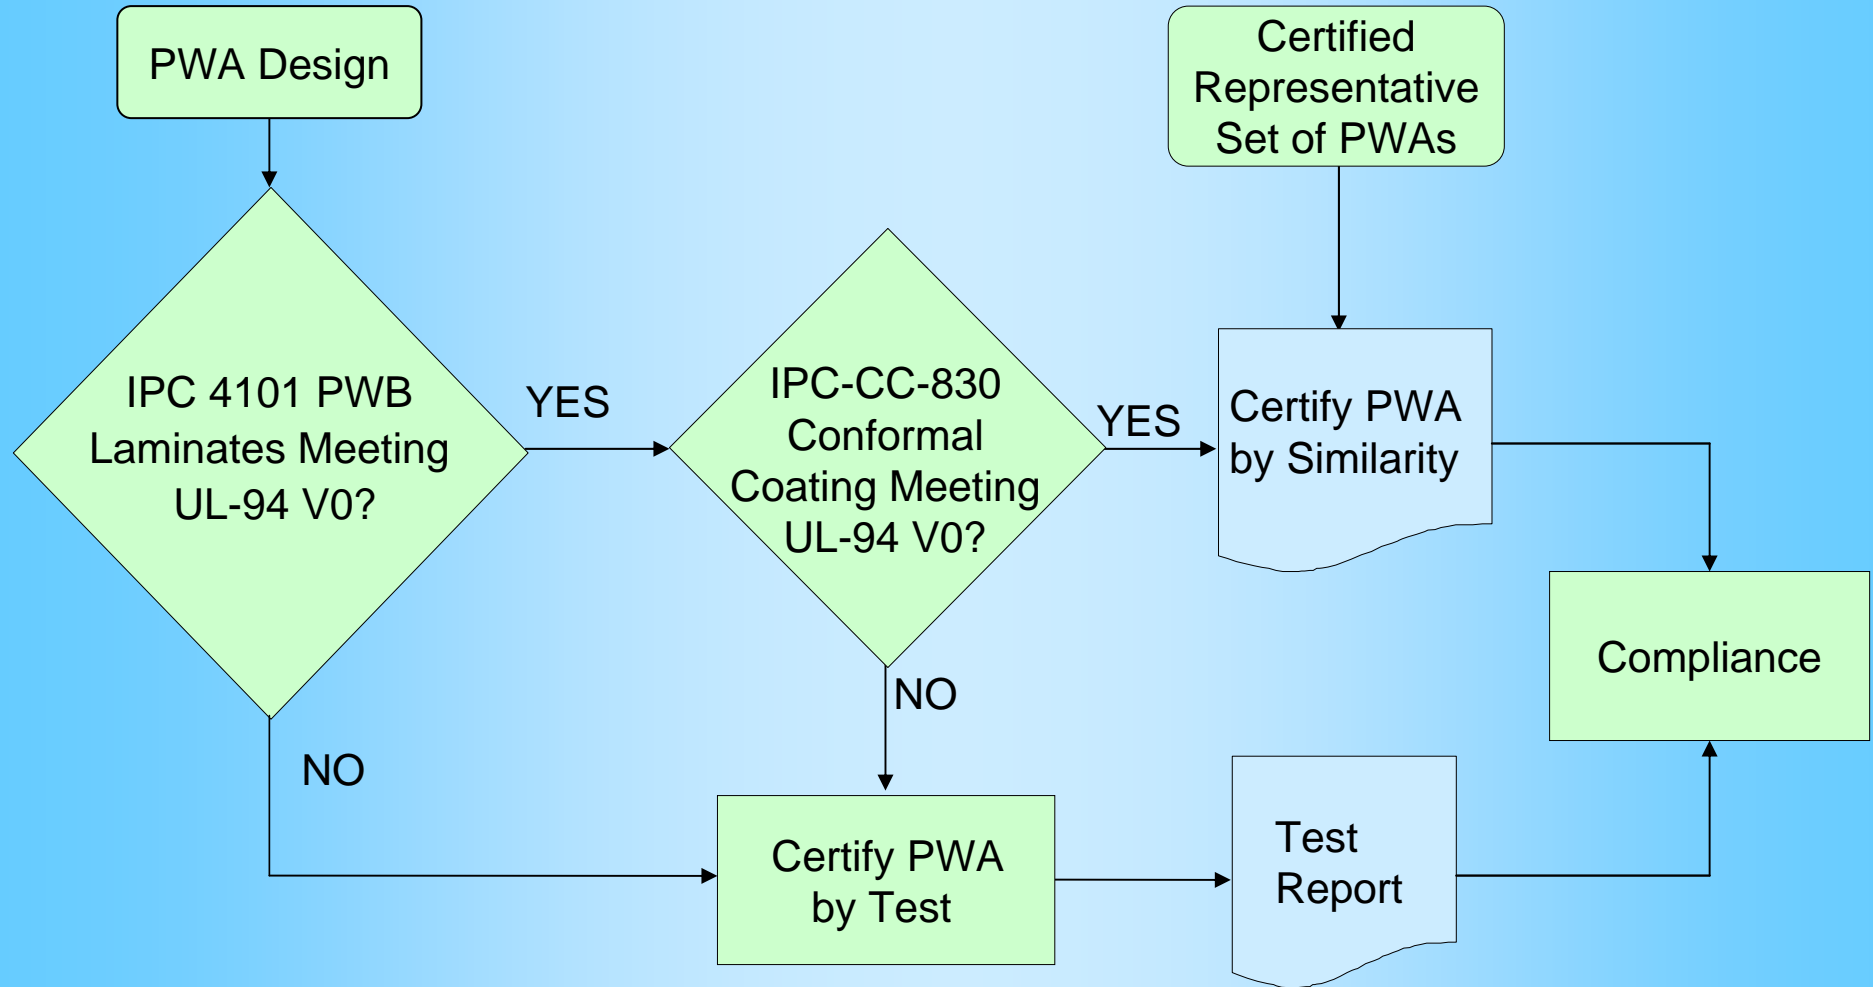 PWA Design
Certified
Representative
Set of PWAs
IPC 4101 PWB
Laminates Meeting
UL-94 V0?
YES
IPC-CC-830
Conformal
Coating Meeting
UL-94 V0?
YES
Certify PWA
by Similarity
Compliance
NO
NO
Certify PWA
by Test
Test
Report